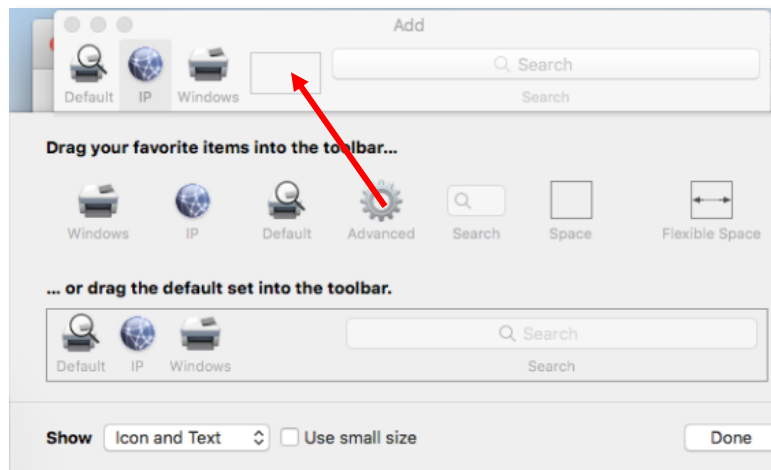 Add
Search
Default IP Windows Search
Drag your favorite items into the toolbar...
Windows IP Default Advanced Search Space Flexible Space
... or drag the default set into the toolbar.
Search
Default IP Windows Search
Show Icon and Text Use small size Done